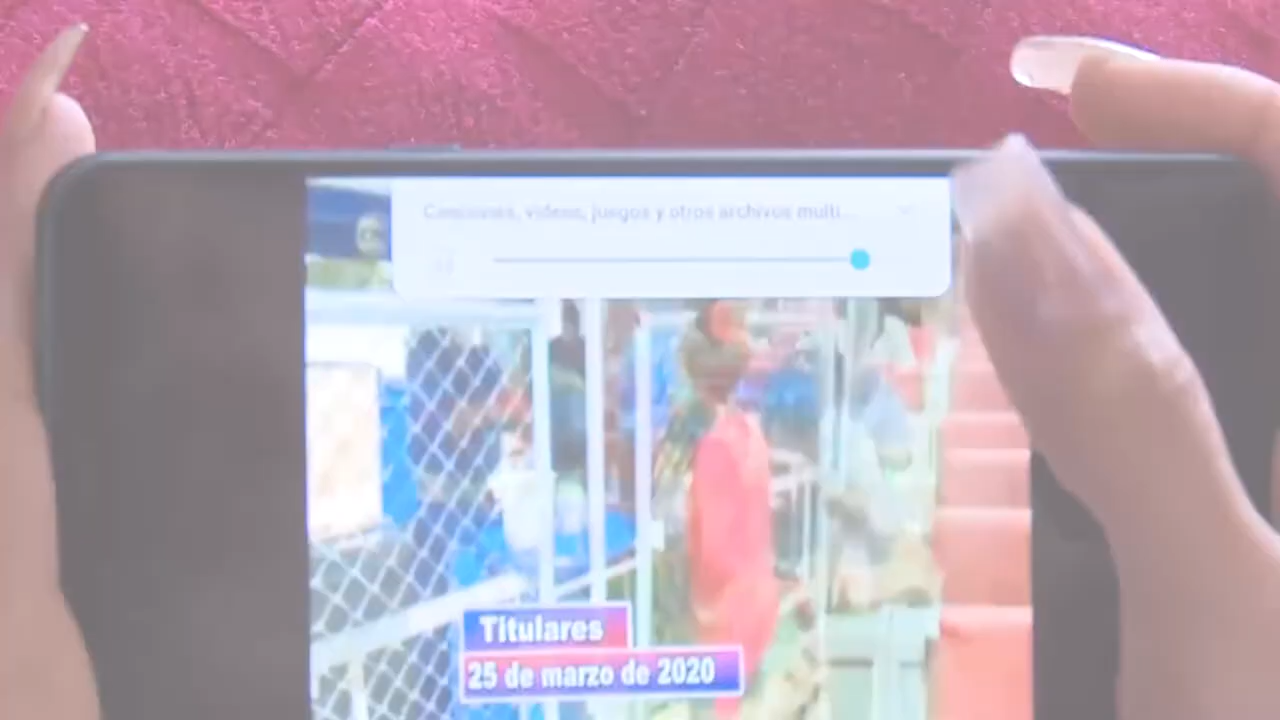 Canciones, videos, juegos y otros archivos multi...
Titulares
25 de marzo de 2020